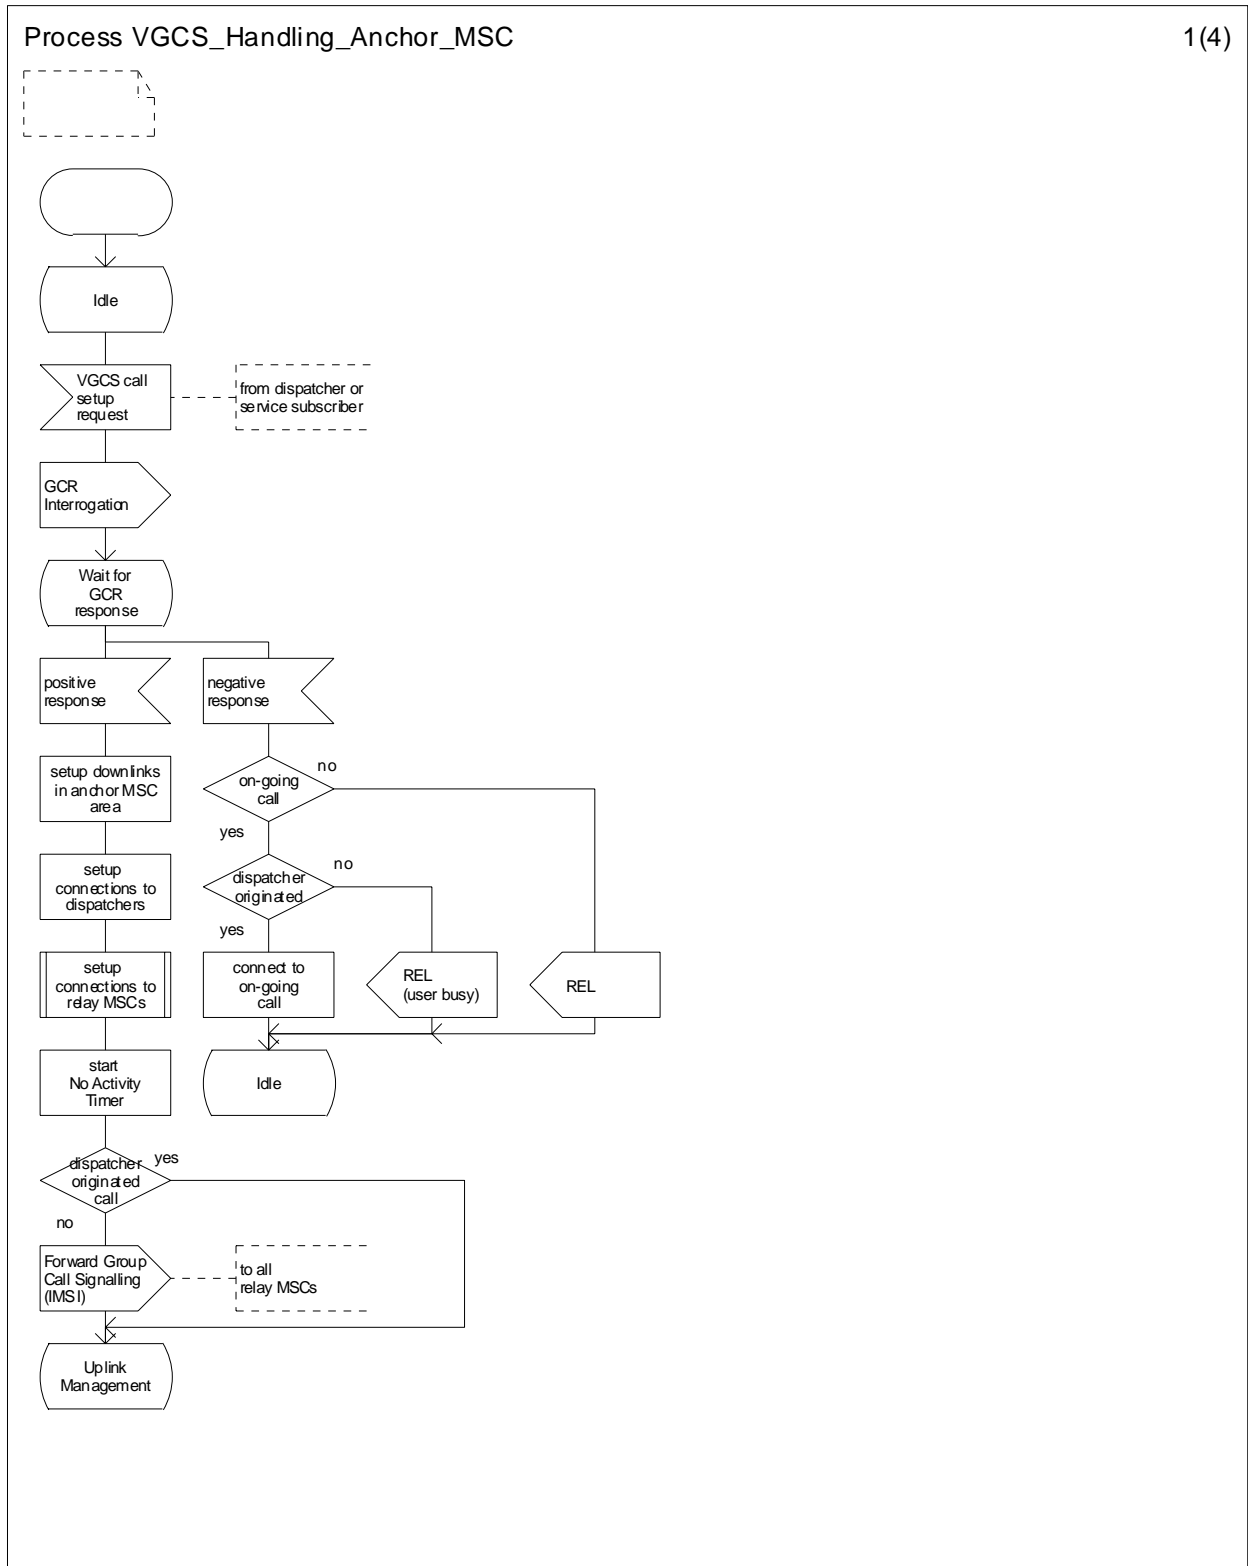 Process VGCS_Handling_Anchor_MSC
1(4)
Idle
VGCS call
setup
request
from dispatcher or
service subscriber
GCR
Interrogation
Wait for
GCR
response
positive
response
negative
response
setup downlinks
in anchor MSC
area
on-going
call
no
yes
setup
connections to
dispatchers
dispatcher
originated
no
yes
setup
connections to
relay MSCs
connect to
on-going
call
REL
(user busy)
REL
start
No Activity
Timer
Idle
dispatcher
originated
call
yes
no
Forward Group
Call Signalling
(IMSI)
to all
relay MSCs
Uplink
Management